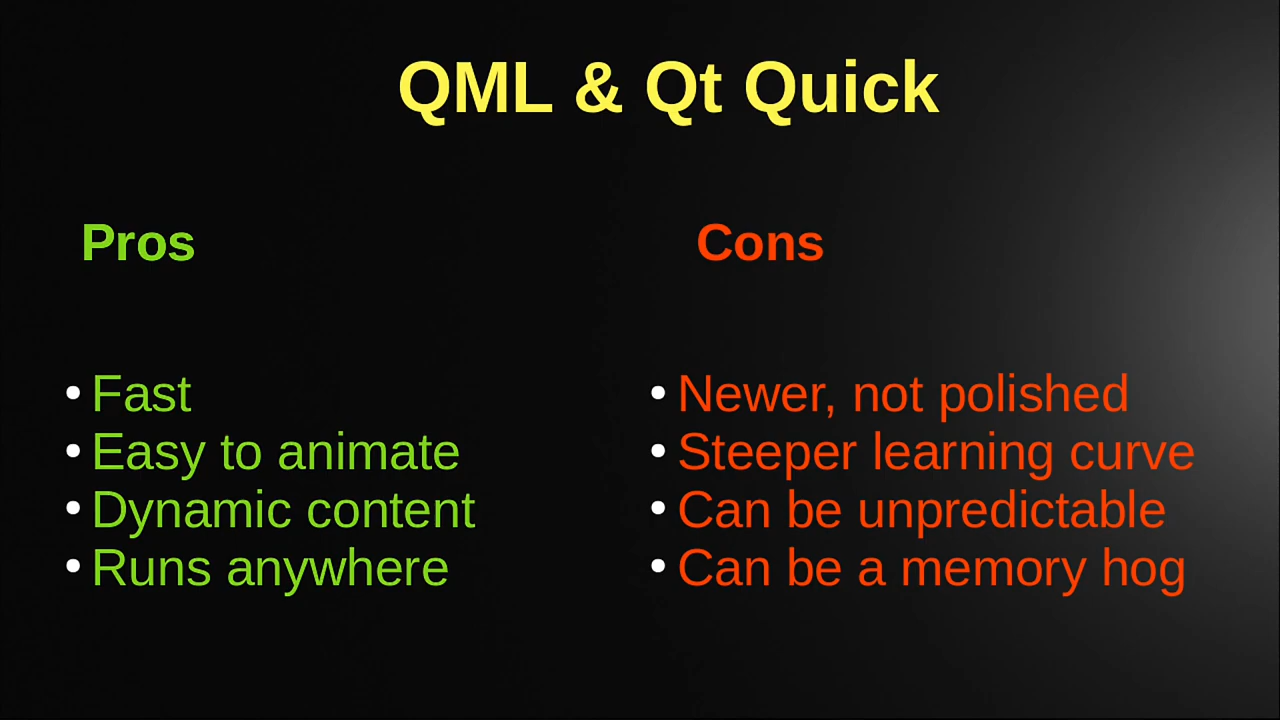 QML & Qt Quick
Pros
• Fast
• Easy to animate
• Dynamic content
• Runs anywhere
Cons
• Newer, not polished
• Steeper learning curve
• Can be unpredictable
• Can be a memory hog